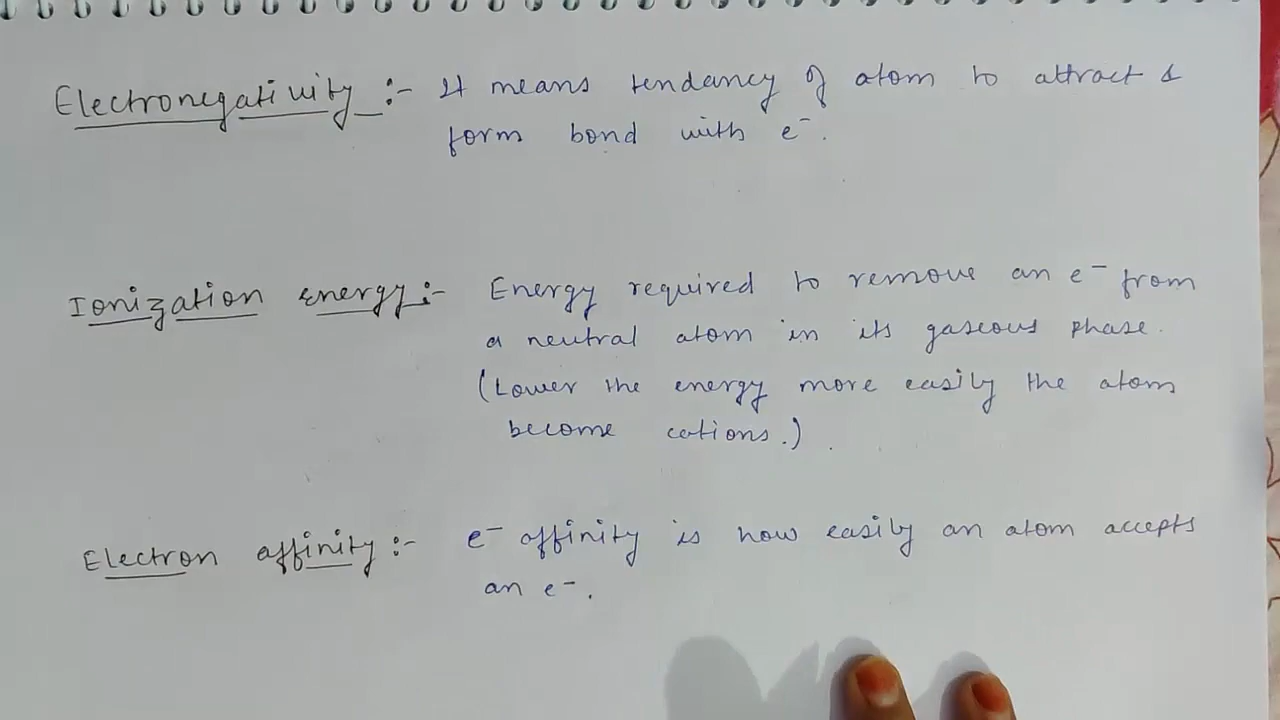 Electronegativity :- It means tendancy of atom to attract &
form bond with e⁻.
Ionization energy :- Energy required to remove an e⁻ from
a neutral atom in its gaseous phase.
(Lower the energy more easily the atom
become cations.)
Electron affinity :- e⁻ affinity is how easily an atom accepts
an e⁻.